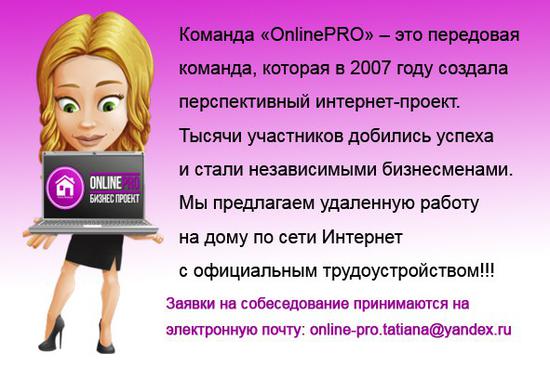 Команда «OnlinePRO» – это передовая
команда, которая в 2007 году создала
перспективный интернет-проект.
Тысячи участников добились успеха
и стали независимыми бизнесменами.
Мы предлагаем удаленную работу
на дому по сети Интернет
с официальным трудоустройством!!!
Заявки на собеседование принимаются на
электронную почту: online-pro.tatiana@yandex.ru
ONLINEPRO
БИЗНЕС ПРОЕКТ